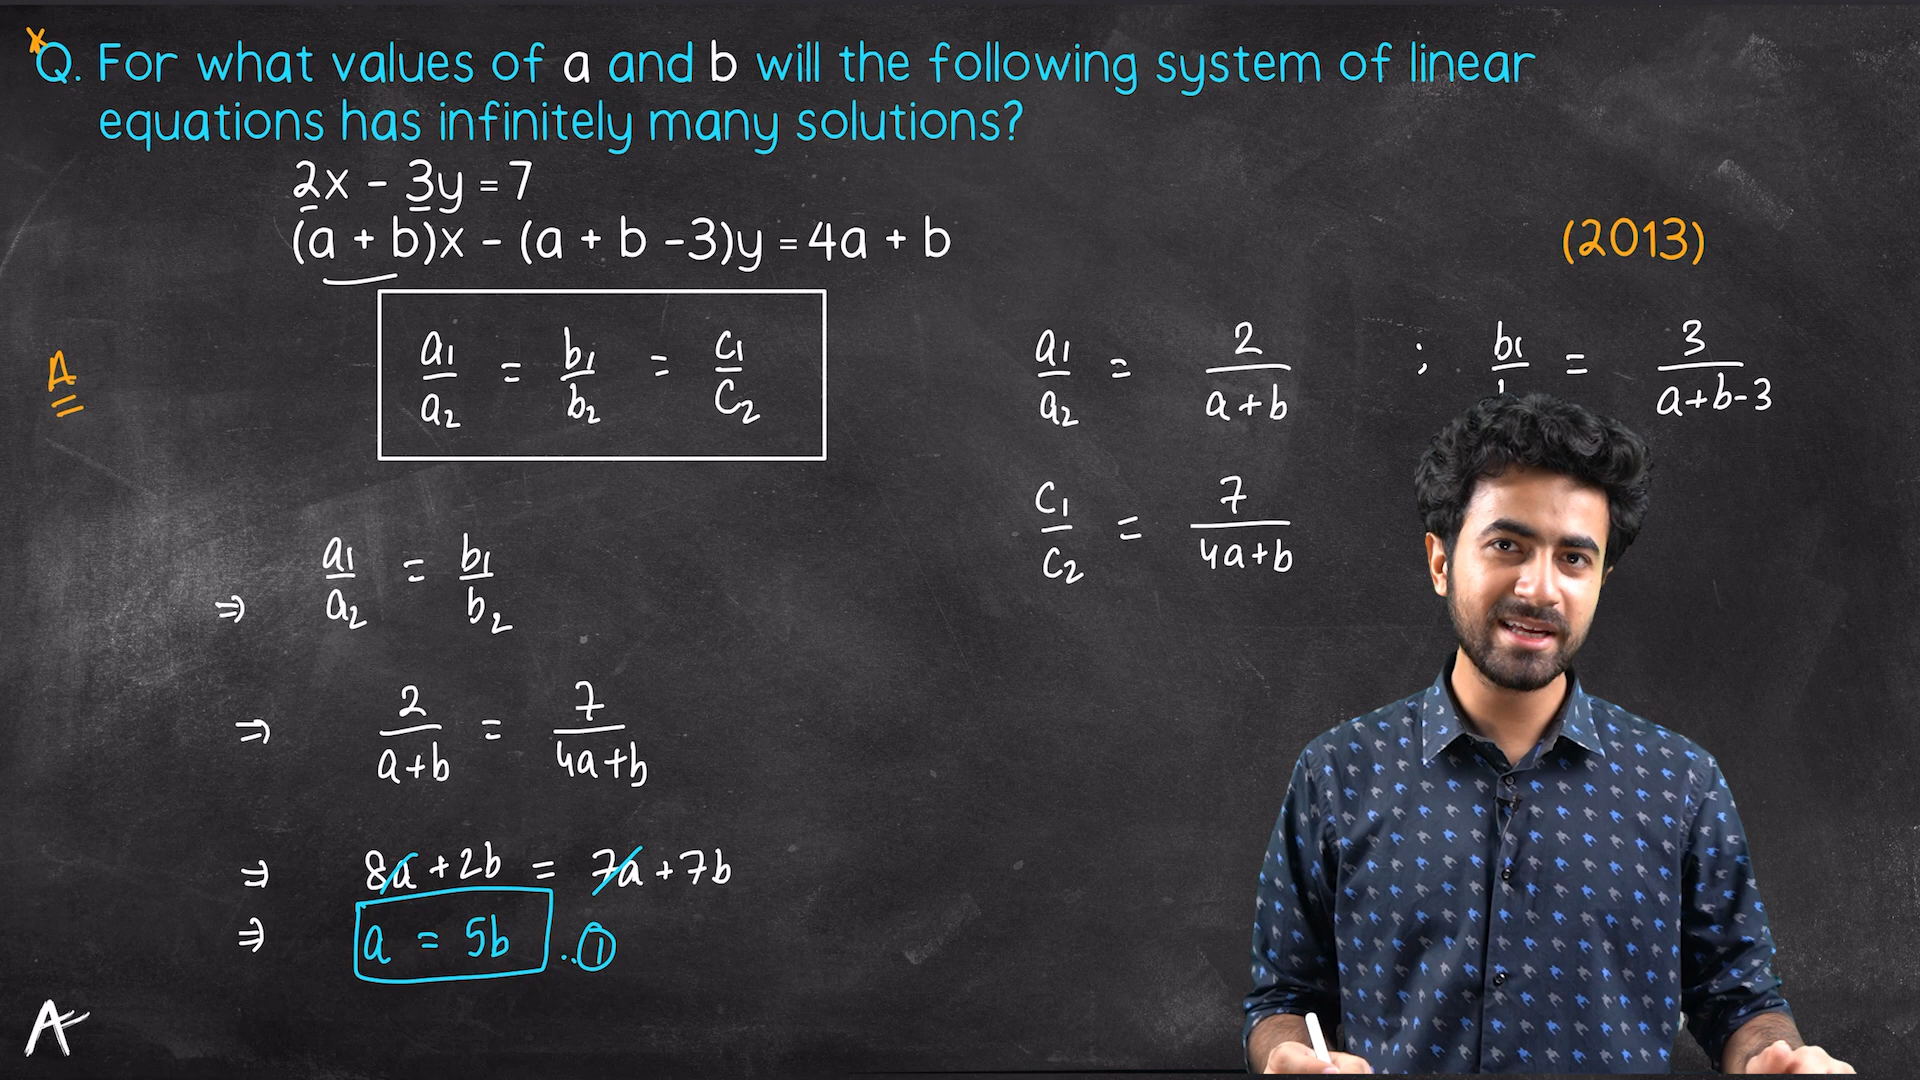 Q. For what values of a and b will the following system of linear
equations has infinitely many solutions?
2x - 3y = 7
(a + b)x - (a + b -3)y = 4a + b
(2013)
A
a1/a2 = b1/b2 = c1/c2
a1/a2 = 2/(a+b) ; b1/ = 3/(a+b-3)
c1/c2 = 7/(4a+b)
⇒ a1/a2 = b1/b2
⇒ 2/(a+b) = 7/(4a+b)
⇒ 8a + 2b = 7a + 7b
⇒ a = 5b ..①
A